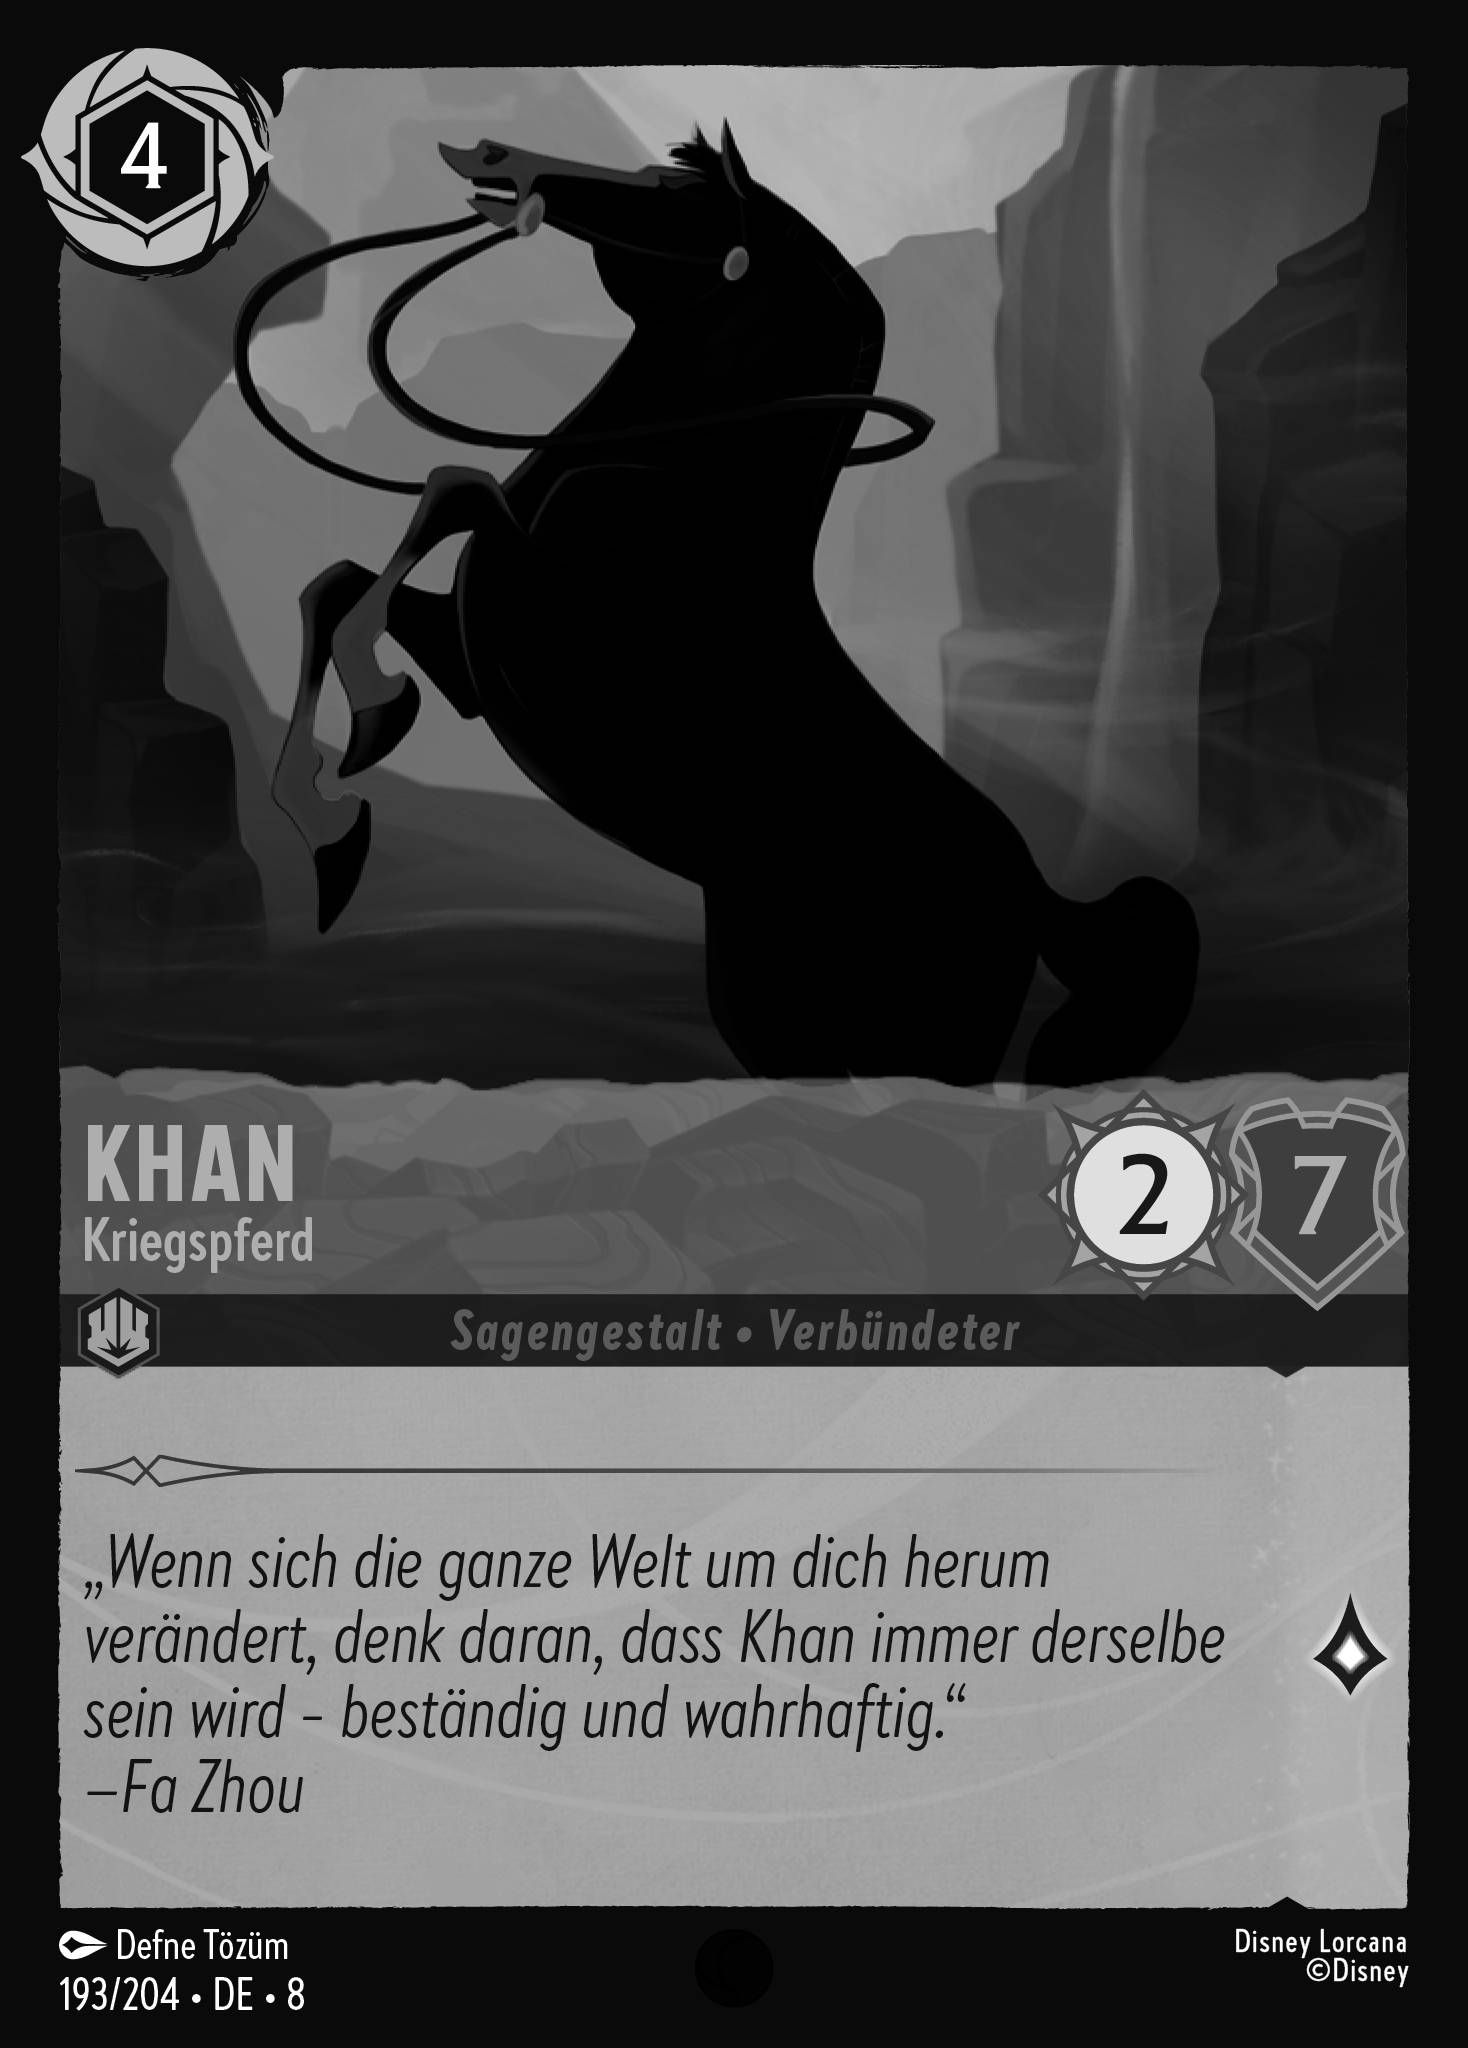 4
KHAN
Kriegspferd
2
7
Sagengestalt • Verbündeter
„Wenn sich die ganze Welt um dich herum
verändert, denk daran, dass Khan immer derselbe
sein wird – beständig und wahrhaftig.“
—Fa Zhou
Defne Tözüm
193/204 • DE • 8
Disney Lorcana
©Disney